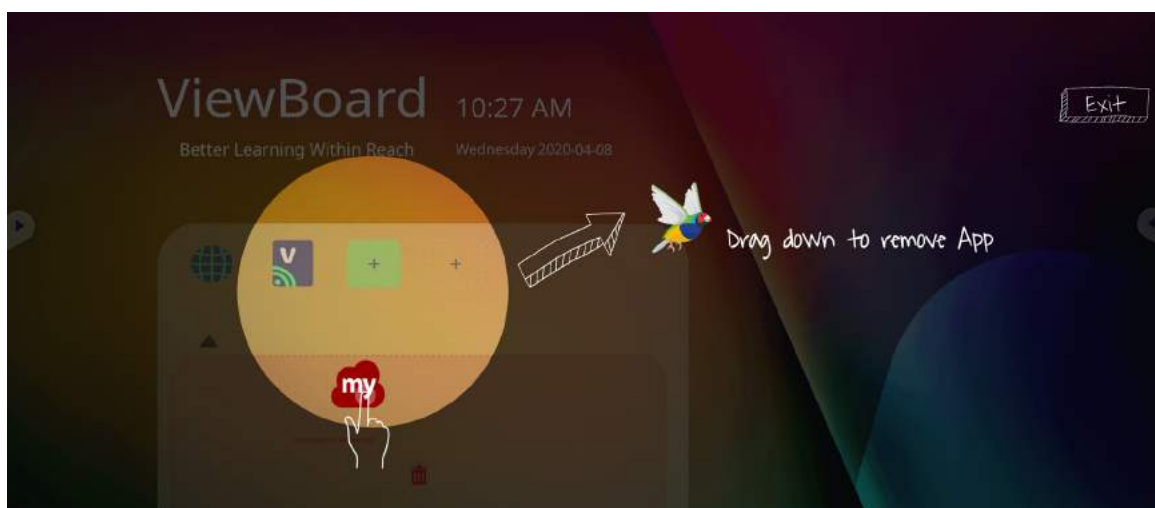 ViewBoard
10:27 AM
Exit
Better Learning Within Reach
Wednesday 2020-04-08
Drag down to remove App
V
+
+
my